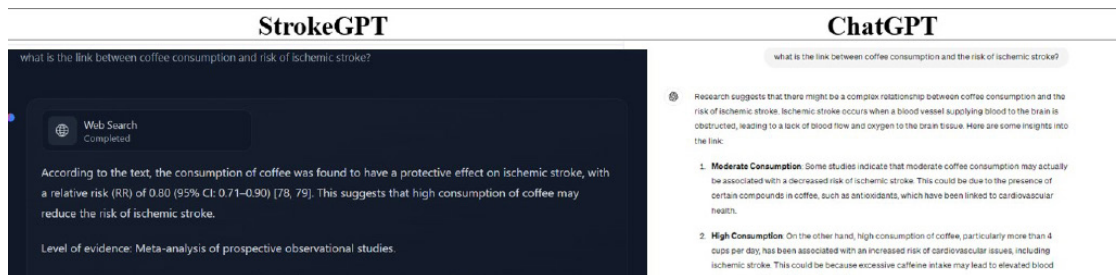 StrokeGPT
what is the link between coffee consumption and risk of ischemic stroke?
Web Search
Completed
According to the text, the consumption of coffee was found to have a protective effect on ischemic stroke, with
a relative risk (RR) of 0.80 (95% CI: 0.71–0.90) [78, 79]. This suggests that high consumption of coffee may
reduce the risk of ischemic stroke.
Level of evidence: Meta-analysis of prospective observational studies.
ChatGPT
what is the link between coffee consumption and the risk of ischemic stroke?
Research suggests that there might be a complex relationship between coffee consumption and the
risk of ischemic stroke. Ischemic stroke occurs when a blood vessel supplying blood to the brain is
obstructed, leading to a lack of blood flow and oxygen to the brain tissue. Here are some insights into
the link:
1. Moderate Consumption: Some studies indicate that moderate coffee consumption may actually
be associated with a decreased risk of ischemic stroke. This could be due to the presence of
certain compounds in coffee, such as antioxidants, which have been linked to cardiovascular
health.
2. High Consumption: On the other hand, high consumption of coffee, particularly more than 4
cups per day, has been associated with an increased risk of cardiovascular issues, including
ischemic stroke. This could be because excessive caffeine intake may lead to elevated blood